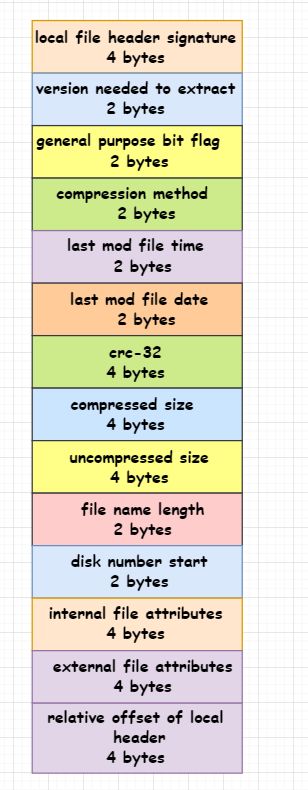 local file header signature
4 bytes
version needed to extract
2 bytes
general purpose bit flag
2 bytes
compression method
2 bytes
last mod file time
2 bytes
last mod file date
2 bytes
crc-32
4 bytes
compressed size
4 bytes
uncompressed size
4 bytes
file name length
2 bytes
disk number start
2 bytes
internal file attributes
4 bytes
external file attributes
4 bytes
relative offset of local
header
4 bytes